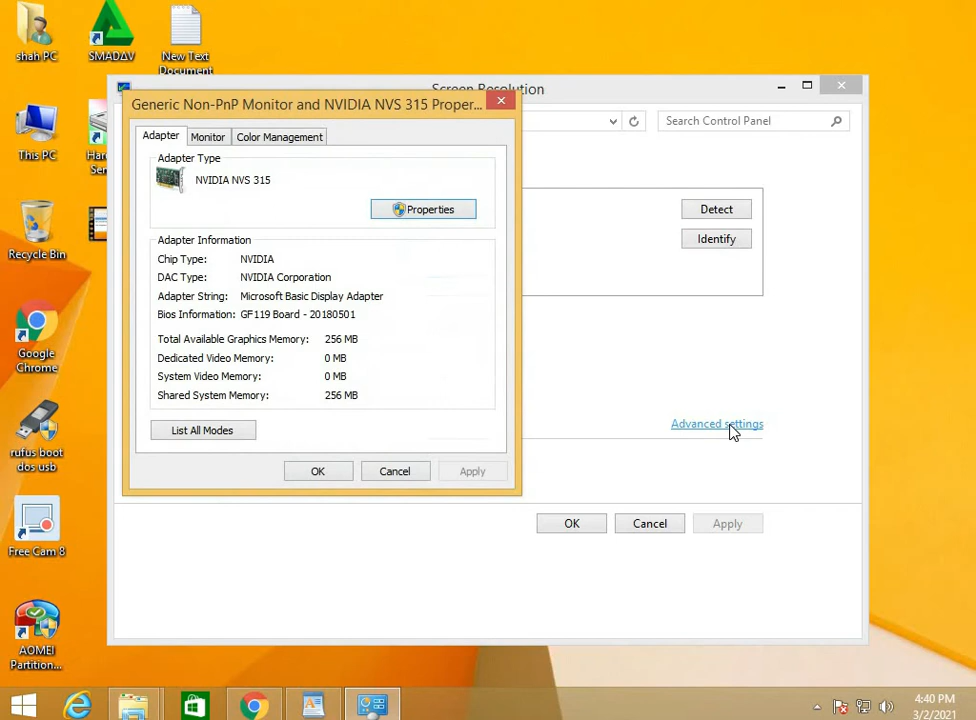 shah PC
SMADΔV
New Text
Document
This PC
Har
Ser
Recycle Bin
Google
Chrome
rufus boot
dos usb
Free Cam 8
AOMEI
Partition...
Screen Resolution
Search Control Panel
Detect
Identify
Advanced settings
OK
Cancel
Apply
Generic Non-PnP Monitor and NVIDIA NVS 315 Proper...
Adapter
Monitor
Color Management
Adapter Type
NVIDIA NVS 315
Properties
Adapter Information
Chip Type: NVIDIA
DAC Type: NVIDIA Corporation
Adapter String: Microsoft Basic Display Adapter
Bios Information: GF119 Board - 20180501
Total Available Graphics Memory: 256 MB
Dedicated Video Memory: 0 MB
System Video Memory: 0 MB
Shared System Memory: 256 MB
List All Modes
OK
Cancel
Apply
4:40 PM
3/2/2021